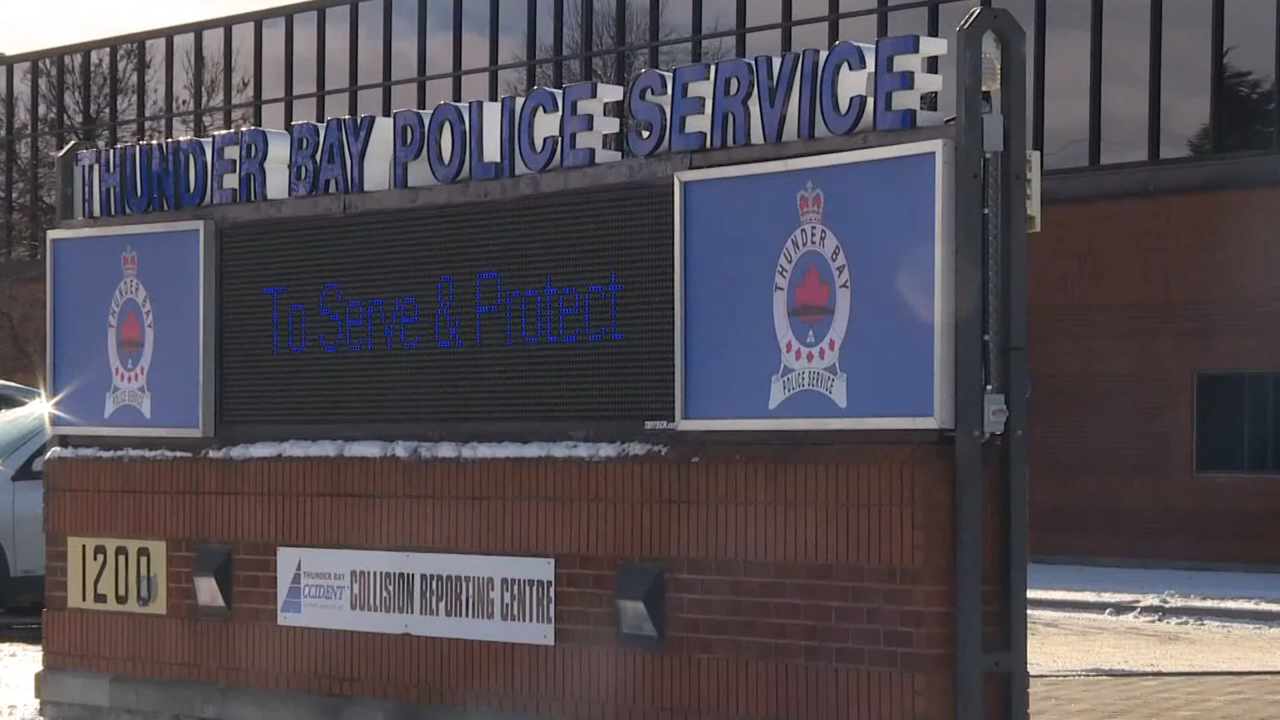 THUNDER BAY POLICE SERVICE
THUNDER BAY
POLICE SERVICE
To Serve & Protect
THUNDER BAY
POLICE SERVICE
1200
THUNDER BAY
CCIDENT
COLLISION REPORTING CENTRE